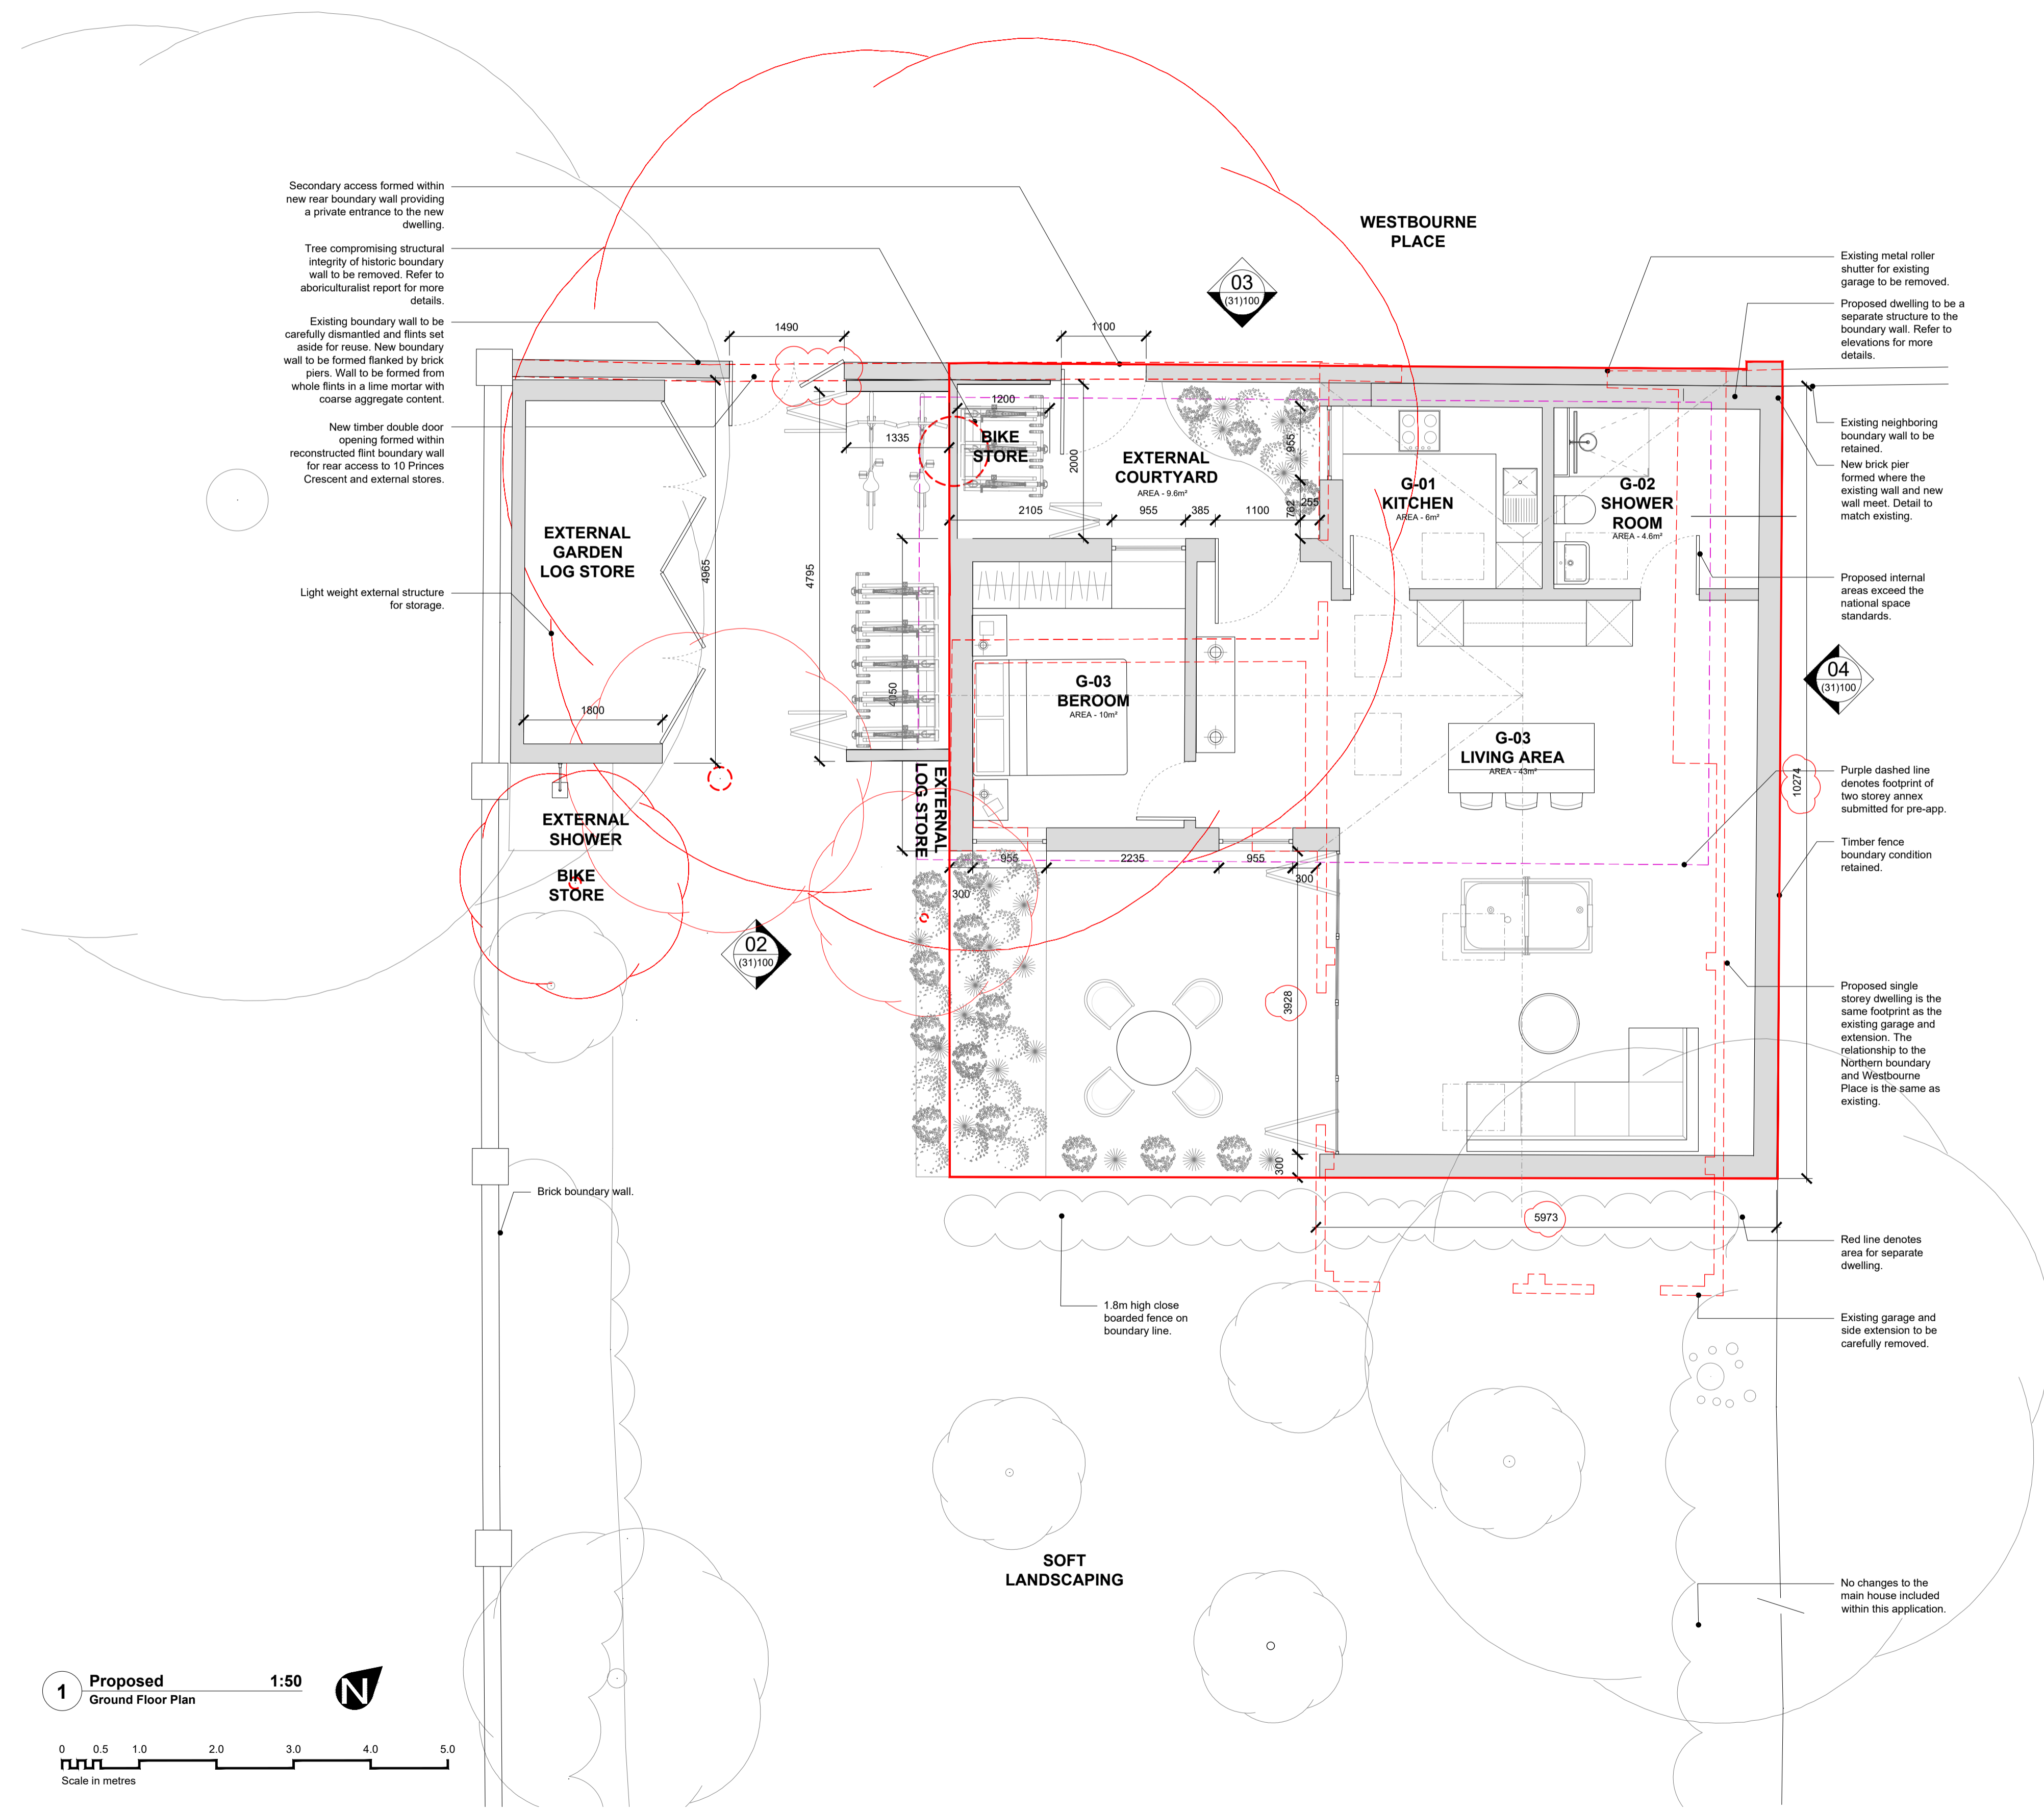 WESTBOURNE
PLACE
Secondary access formed within
new rear boundary wall providing
a private entrance to the new
dwelling.
Tree compromising structural
integrity of historic boundary
wall to be removed. Refer to
aboriculturalist report for more
details.
Existing boundary wall to be
carefully dismantled and flints set
aside for reuse. New boundary
wall to be formed flanked by brick
piers. Wall to be formed from
whole flints in a lime mortar with
coarse aggregate content.
New timber double door
opening formed within
reconstructed flint boundary wall
for rear access to 10 Princes
Crescent and external stores.
Light weight external structure
for storage.
03
(31)100
1490
1100
1200
1335
BIKE
STORE
2000
EXTERNAL
COURTYARD
AREA - 9.6m²
955
762
255
2105
955
385
1100
G-01
KITCHEN
AREA - 6m²
G-02
SHOWER
ROOM
AREA - 4.6m²
EXTERNAL
GARDEN
LOG STORE
4965
4795
4050
1800
G-03
BEROOM
AREA - 10m²
G-03
LIVING AREA
AREA - 43m²
04
(31)100
10274
EXTERNAL
LOG STORE
EXTERNAL
SHOWER
BIKE
STORE
955
2235
955
300
300
02
(31)100
3928
300
5973
Existing metal roller
shutter for existing
garage to be removed.
Proposed dwelling to be a
separate structure to the
boundary wall. Refer to
elevations for more
details.
Existing neighboring
boundary wall to be
retained.
New brick pier
formed where the
existing wall and new
wall meet. Detail to
match existing.
Proposed internal
areas exceed the
national space
standards.
Purple dashed line
denotes footprint of
two storey annex
submitted for pre-app.
Timber fence
boundary condition
retained.
Proposed single
storey dwelling is the
same footprint as the
existing garage and
extension. The
relationship to the
Northern boundary
and Westbourne
Place is the same as
existing.
Red line denotes
area for separate
dwelling.
Existing garage and
side extension to be
carefully removed.
No changes to the
main house included
within this application.
Brick boundary wall.
1.8m high close
boarded fence on
boundary line.
SOFT
LANDSCAPING
1
Proposed 1:50
Ground Floor Plan
N
0 0.5 1.0 2.0 3.0 4.0 5.0
Scale in metres